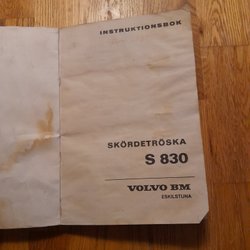 INSTRUKTIONSBOK
SKÖRDETRÖSKA
S 830
VOLVO BM
ESKILSTUNA